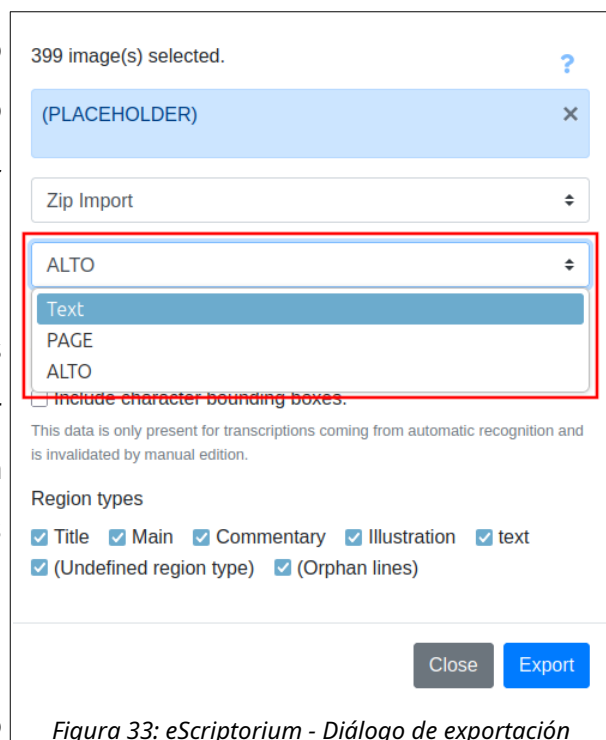 399 image(s) selected.
?
(PLACEHOLDER)
×
Zip Import
ALTO
Text
PAGE
ALTO
Include character bounding boxes.
This data is only present for transcriptions coming from automatic recognition and
is invalidated by manual edition.
Region types
Title Main Commentary Illustration text
(Undefined region type) (Orphan lines)
Close Export
Figura 33: eScriptorium - Diálogo de exportación